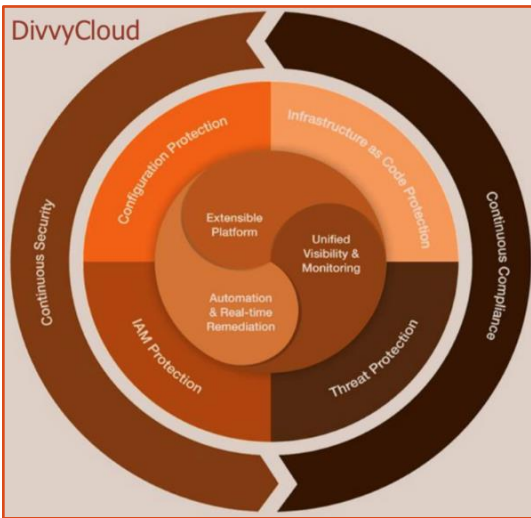 DivvyCloud
Continuous Security
Continuous Compliance
Configuration Protection
Infrastructure as Code Protection
IAM Protection
Threat Protection
Extensible
Platform
Unified
Visibility &
Monitoring
Automation
& Real-time
Remediation